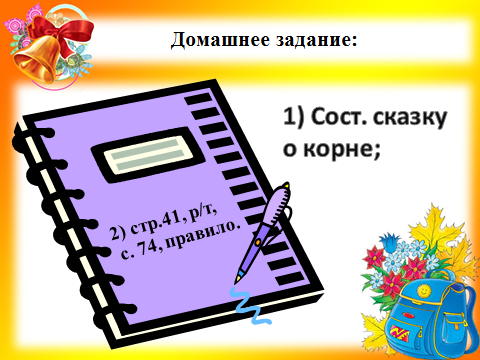 Домашнее задание:
1) Сост. сказку
о корне;
2) стр.41, р/т,
с. 74, правило.